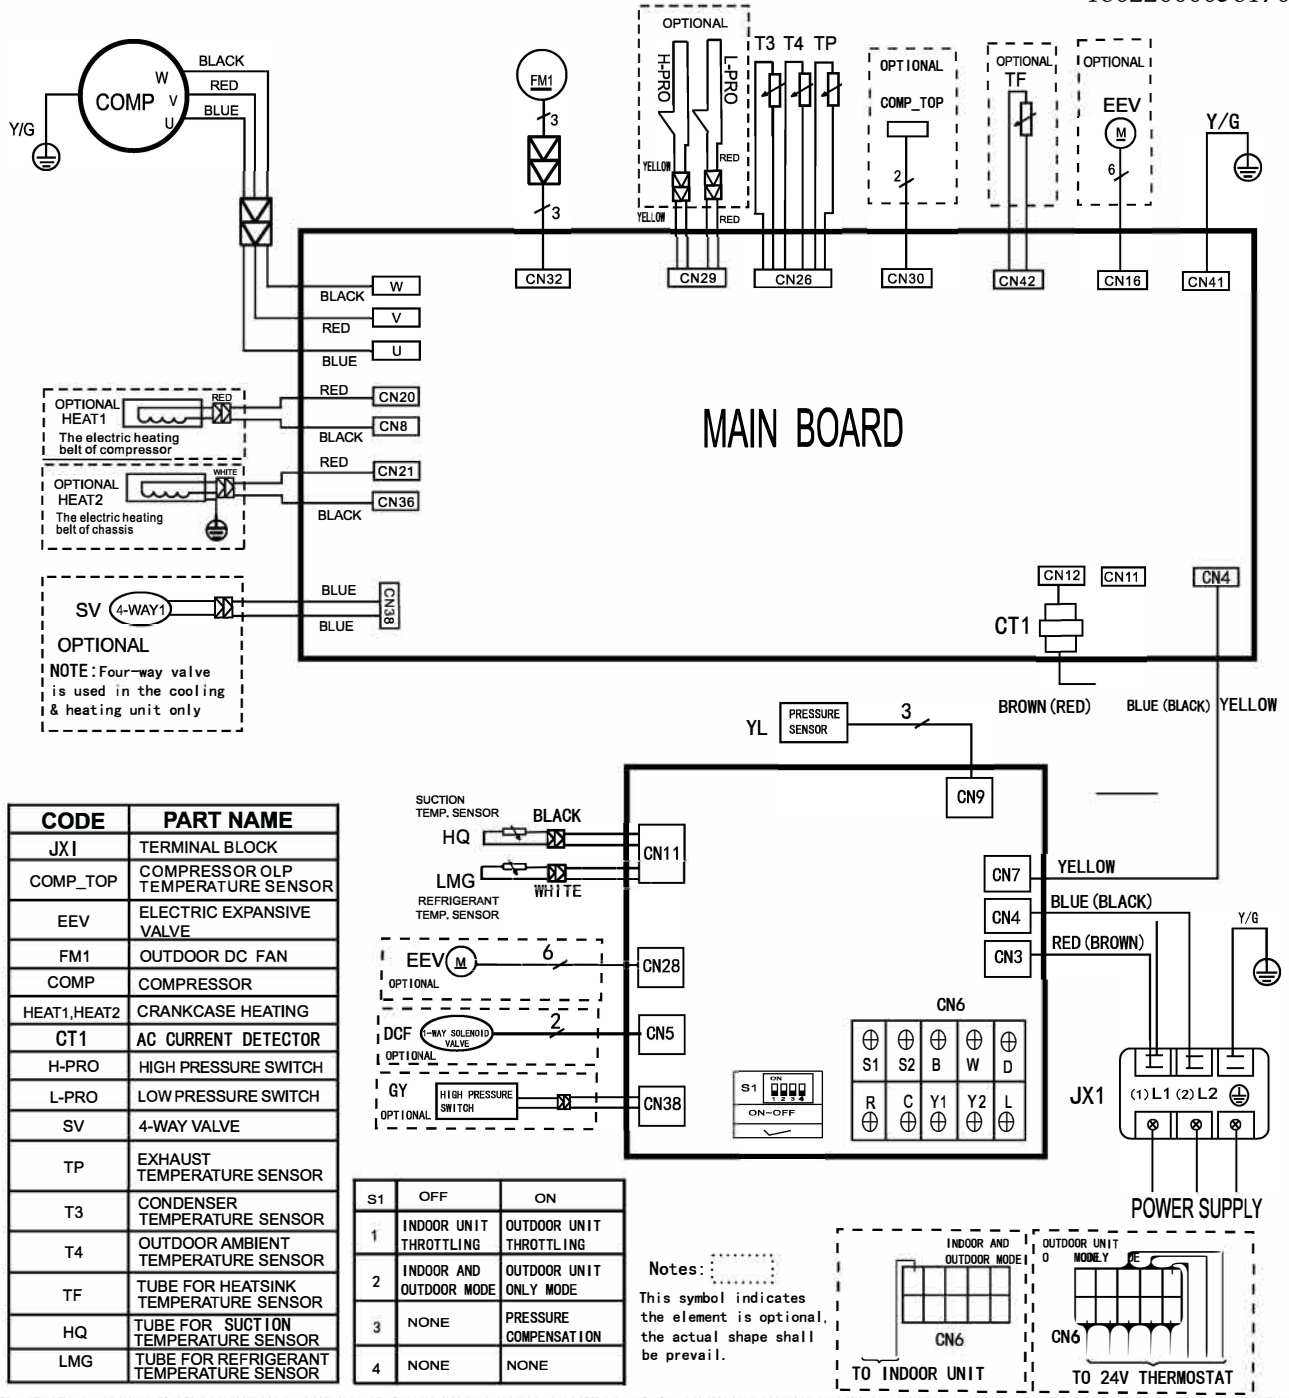 OPTIONAL
T3 T4 TP
BLACK
W
RED
COMP
V
BLUE
U
Y/G
FM1
3
3
H-PRO
L-PRO
YELLOW
RED
YELLOW
RED
OPTIONAL
COMP_TOP
2
OPTIONAL
TF
OPTIONAL
EEV
M
6
Y/G
CN32
CN29
CN26
CN30
CN42
CN16
CN41
W
BLACK
V
RED
U
BLUE
OPTIONAL
HEAT1
RED
The electric heating
belt of compressor
RED
CN20
CN8
BLACK
OPTIONAL
HEAT2
WHITE
The electric heating
belt of chassis
RED
CN21
CN36
BLACK
MAIN BOARD
SV
4-WAY1
OPTIONAL
NOTE:Four-way valve
is used in the cooling
& heating unit only
BLUE
BLUE
CN38
CN12
CN11
CN4
CT1
BROWN(RED)
BLUE(BLACK)
YELLOW
YL
PRESSURE
SENSOR
3
CN9
SUCTION
TEMP. SENSOR
BLACK
HQ
CN11
LMG
WHITE
REFRIGERANT
TEMP. SENSOR
CN7
YELLOW
CN4
BLUE(BLACK)
CN3
RED(BROWN)
Y/G
EEV
M
6
OPTIONAL
CN28
DCF
1-WAY SOLENOID
VALVE
2
OPTIONAL
CN5
GY
OPTIONAL
HIGH PRESSURE
SWITCH
CN38
S1
ON
1 2 3 4
ON-OFF
CN6
S1 S2 B W D
R C Y1 Y2 L
JX1
(1)L1 (2)L2
POWER SUPPLY
CODE PART NAME
JX1 TERMINAL BLOCK
COMP_TOP COMPRESSOR OLP
TEMPERATURE SENSOR
EEV ELECTRIC EXPANSIVE
VALVE
FM1 OUTDOOR DC FAN
COMP COMPRESSOR
HEAT1,HEAT2 CRANKCASE HEATING
CT1 AC CURRENT DETECTOR
H-PRO HIGH PRESSURE SWITCH
L-PRO LOW PRESSURE SWITCH
SV 4-WAY VALVE
TP EXHAUST
TEMPERATURE SENSOR
T3 CONDENSER
TEMPERATURE SENSOR
T4 OUTDOOR AMBIENT
TEMPERATURE SENSOR
TF TUBE FOR HEATSINK
TEMPERATURE SENSOR
HQ TUBE FOR SUCTION
TEMPERATURE SENSOR
LMG TUBE FOR REFRIGERANT
TEMPERATURE SENSOR
S1 OFF ON
1 INDOOR UNIT THROTTLING OUTDOOR UNIT THROTTLING
2 INDOOR AND OUTDOOR MODE OUTDOOR UNIT ONLY MODE
3 NONE PRESSURE COMPENSATION
4 NONE NONE
Notes:
This symbol indicates
the element is optional,
the actual shape shall
be prevail.
INDOOR AND
OUTDOOR MODE
CN6
TO INDOOR UNIT
OUTDOOR UNIT
CN6
TO 24V THERMOSTAT